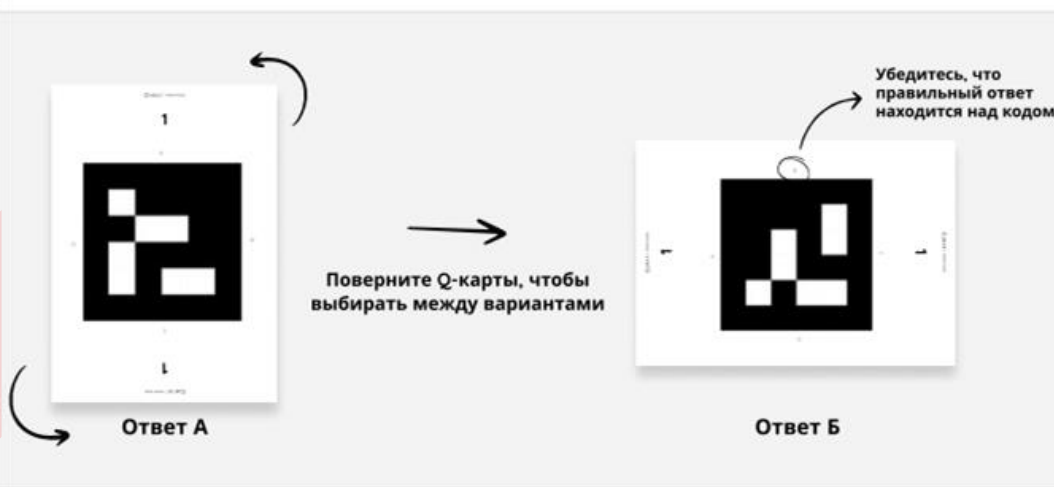 Убедитесь, что
правильный ответ
находится над кодом
1
Поверните Q-карты, чтобы
выбирать между вариантами
1
1
1
Ответ А
Ответ Б